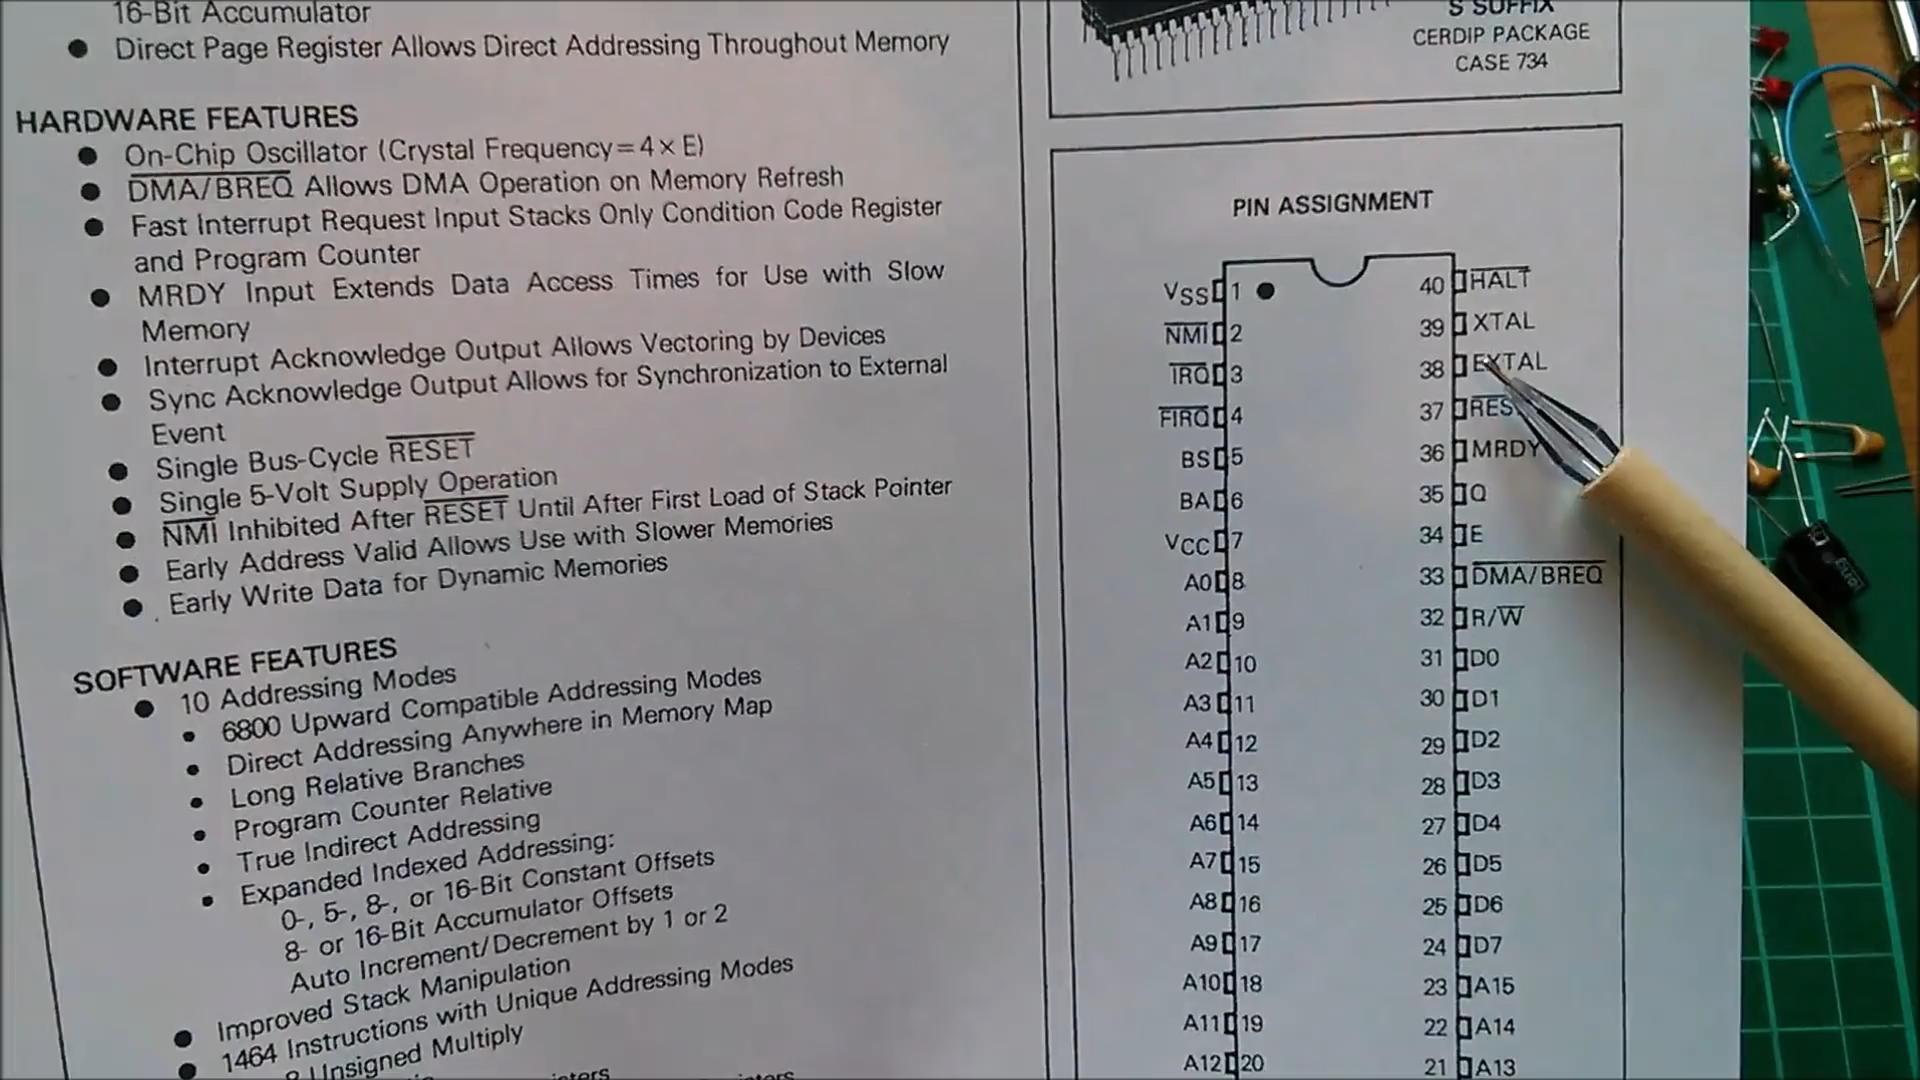 16-Bit Accumulator
● Direct Page Register Allows Direct Addressing Throughout Memory
HARDWARE FEATURES
● On-Chip Oscillator (Crystal Frequency=4×E)
● DMA/BREQ Allows DMA Operation on Memory Refresh
● Fast Interrupt Request Input Stacks Only Condition Code Register
and Program Counter
● MRDY Input Extends Data Access Times for Use with Slow
Memory
● Interrupt Acknowledge Output Allows Vectoring by Devices
● Sync Acknowledge Output Allows for Synchronization to External
Event
● Single Bus-Cycle RESET
● Single 5-Volt Supply Operation
● NMI Inhibited After RESET Until After First Load of Stack Pointer
● Early Address Valid Allows Use with Slower Memories
● Early Write Data for Dynamic Memories
SOFTWARE FEATURES
● 10 Addressing Modes
• 6800 Upward Compatible Addressing Modes
• Direct Addressing Anywhere in Memory Map
• Long Relative Branches
• Program Counter Relative
• True Indirect Addressing
• Expanded Indexed Addressing:
0-, 5-, 8-, or 16-Bit Constant Offsets
8- or 16-Bit Accumulator Offsets
Auto Increment/Decrement by 1 or 2
● Improved Stack Manipulation
● 1464 Instructions with Unique Addressing Modes
8 Unsigned Multiply
S SUFFIX
CERDIP PACKAGE
CASE 734
PIN ASSIGNMENT
VSS 1 ● 40 HALT
NMI 2 39 XTAL
IRQ 3 38 EXTAL
FIRQ 4 37 RES
BS 5 36 MRDY
BA 6 35 Q
VCC 7 34 E
A0 8 33 DMA/BREQ
A1 9 32 R/W
A2 10 31 D0
A3 11 30 D1
A4 12 29 D2
A5 13 28 D3
A6 14 27 D4
A7 15 26 D5
A8 16 25 D6
A9 17 24 D7
A10 18 23 A15
A11 19 22 A14
A12 20 21 A13